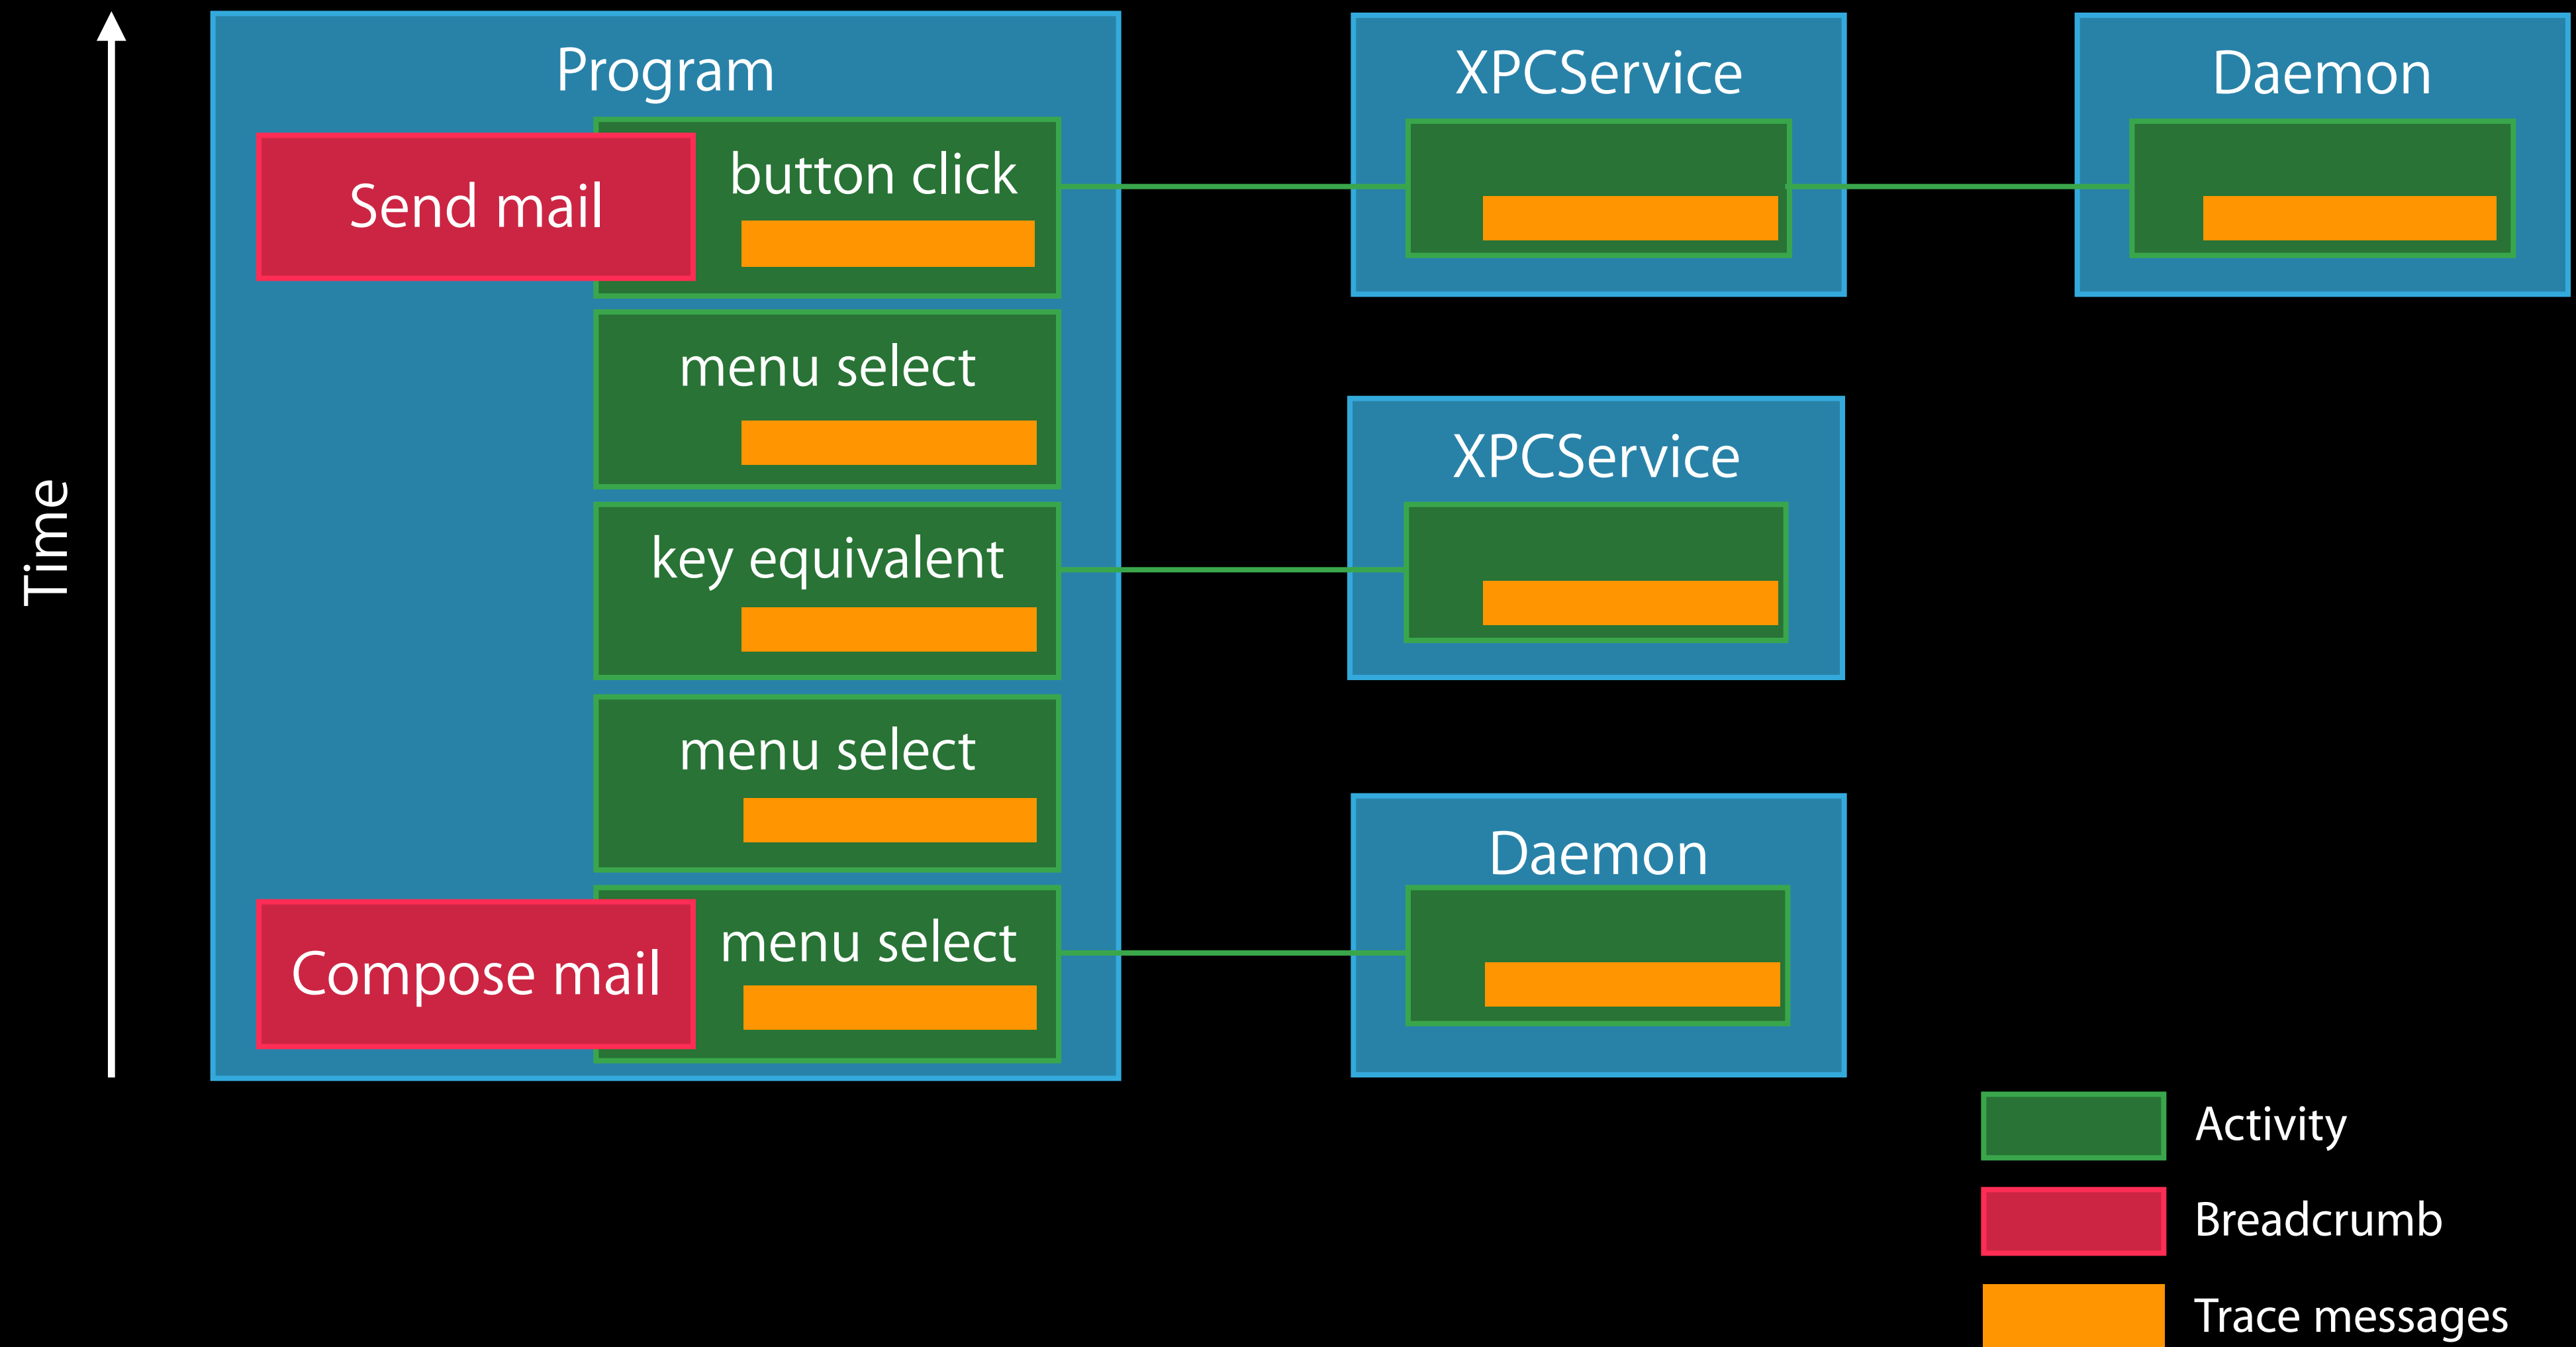 Time
Program
Send mail
button click
menu select
key equivalent
menu select
Compose mail
menu select
XPCService
Daemon
XPCService
Daemon
Activity
Breadcrumb
Trace messages